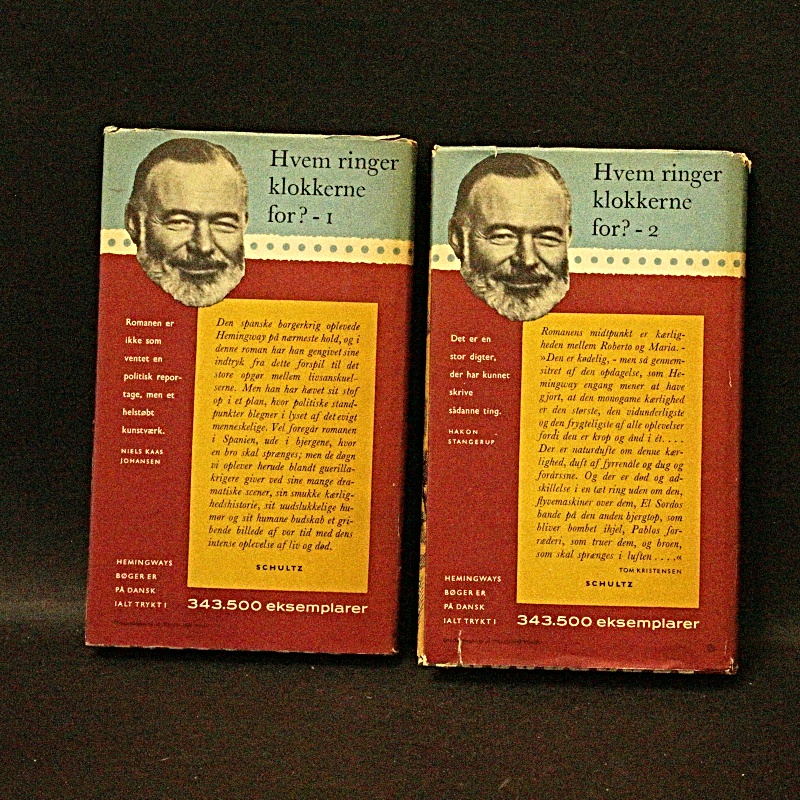 Hvem ringer
klokkerne
for? - 1
Romanen er
ikke som
ventet en
politisk repor-
tage, men et
helstøbt
kunstværk.
NIELS KAAS
JOHANSEN
Den spanske borgerkrig oplevede
Hemingway på nærmeste hold, og i
denne roman har han gengivet sine
indtryk fra dette forspil til det
store opgør mellem livsanskuel-
serne. Men han har hævet sit stof
op i et plan, hvor politiske stand-
punkter blegner i lyset af det evigt
menneskelige. Vel foregår romanen
i Spanien, ude i bjergene, hvor
en bro skal sprænges; men de døgn
vi oplever herude blandt guerilla-
krigere giver ved sine mange dra-
matiske scener, sin smukke kærlig-
hedshistorie, sit uudslukkelige hu-
mør og sit humane budskab et gri-
bende billede af vor tid med dens
intense oplevelse af liv og død.
SCHULTZ
HEMINGWAYS
BØGER ER
PÅ DANSK
IALT TRYKT I
343.500 eksemplarer
Hvem ringer
klokkerne
for? - 2
Det er en
stor digter,
der har kunnet
skrive
sådanne ting.
HAKON
STANGERUP
Romanens midtpunkt er kærlig-
heden mellem Roberto og Maria. -
»Den er kødelig, - men så gennem-
sitret af den opdagelse, som He-
mingway engang mener at have
gjort, at den monogame kærlighed
er den største, den vidunderligste
og den frygteligste af alle oplevelser
fordi den er krop og ånd i ét. . . .
Der er naturdufte om denne kær-
lighed, duft af fyrrenåle og dug og
forårssne. Og der er død og ad-
skillelse i en tæt ring uden om den,
flyvemaskiner over dem, El Sordos
bande på den anden bjergtop, som
bliver bombet ihjel, Pablos for-
ræderi, som truer dem, og broen,
som skal sprænges i luften . . . .«
TOM KRISTENSEN
SCHULTZ
HEMINGWAYS
BØGER ER
PÅ DANSK
IALT TRYKT I
343.500 eksemplarer